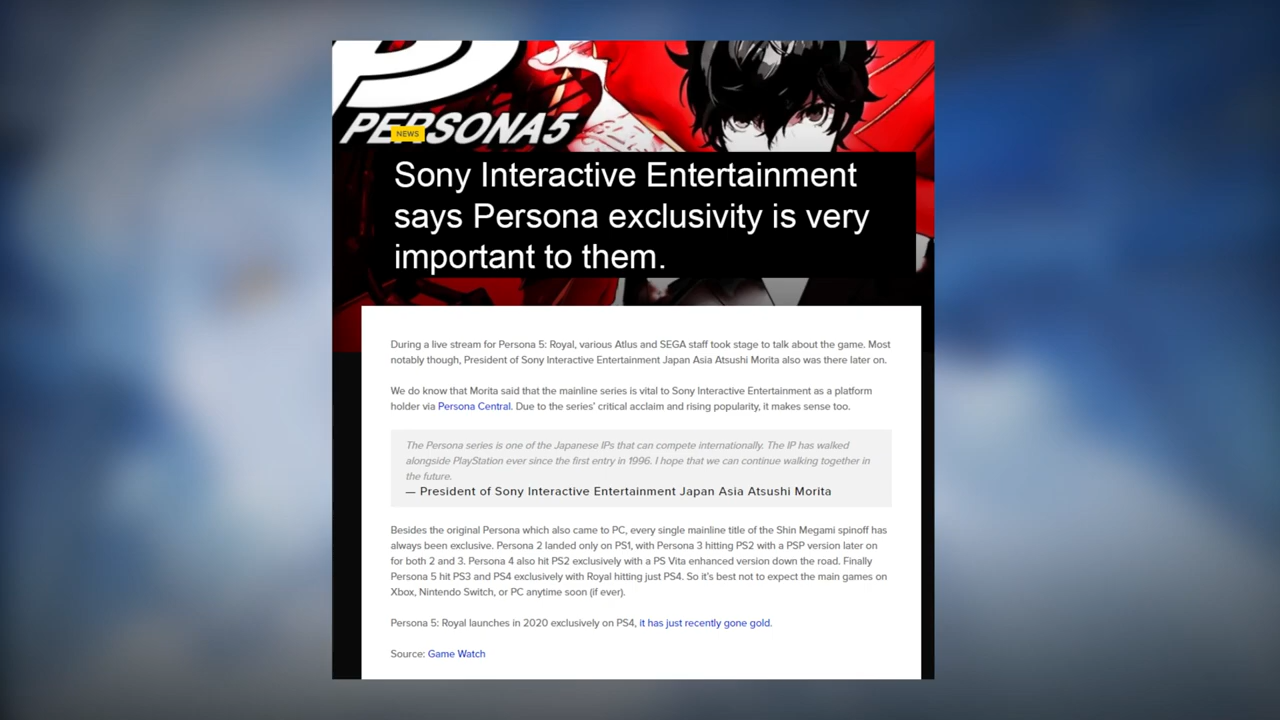 PERSONA5
NEWS
Sony Interactive Entertainment
says Persona exclusivity is very
important to them.
During a live stream for Persona 5: Royal, various Atlus and SEGA staff took stage to talk about the game. Most
notably though, President of Sony Interactive Entertainment Japan Asia Atsushi Morita also was there later on.
We do know that Morita said that the mainline series is vital to Sony Interactive Entertainment as a platform
holder via Persona Central. Due to the series' critical acclaim and rising popularity, it makes sense too.
The Persona series is one of the Japanese IPs that can compete internationally. The IP has walked
alongside PlayStation ever since the first entry in 1996. I hope that we can continue walking together in
the future.
— President of Sony Interactive Entertainment Japan Asia Atsushi Morita
Besides the original Persona which also came to PC, every single mainline title of the Shin Megami spinoff has
always been exclusive. Persona 2 landed only on PS1, with Persona 3 hitting PS2 with a PSP version later on
for both 2 and 3. Persona 4 also hit PS2 exclusively with a PS Vita enhanced version down the road. Finally
Persona 5 hit PS3 and PS4 exclusively with Royal hitting just PS4. So it's best not to expect the main games on
Xbox, Nintendo Switch, or PC anytime soon (if ever).
Persona 5: Royal launches in 2020 exclusively on PS4, it has just recently gone gold.
Source: Game Watch